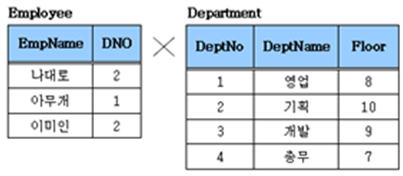 Employee
EmpName DNO
나대로 2
아무개 1
이미인 2
Department
DeptNo DeptName Floor
1 영업 8
2 기획 10
3 개발 9
4 총무 7